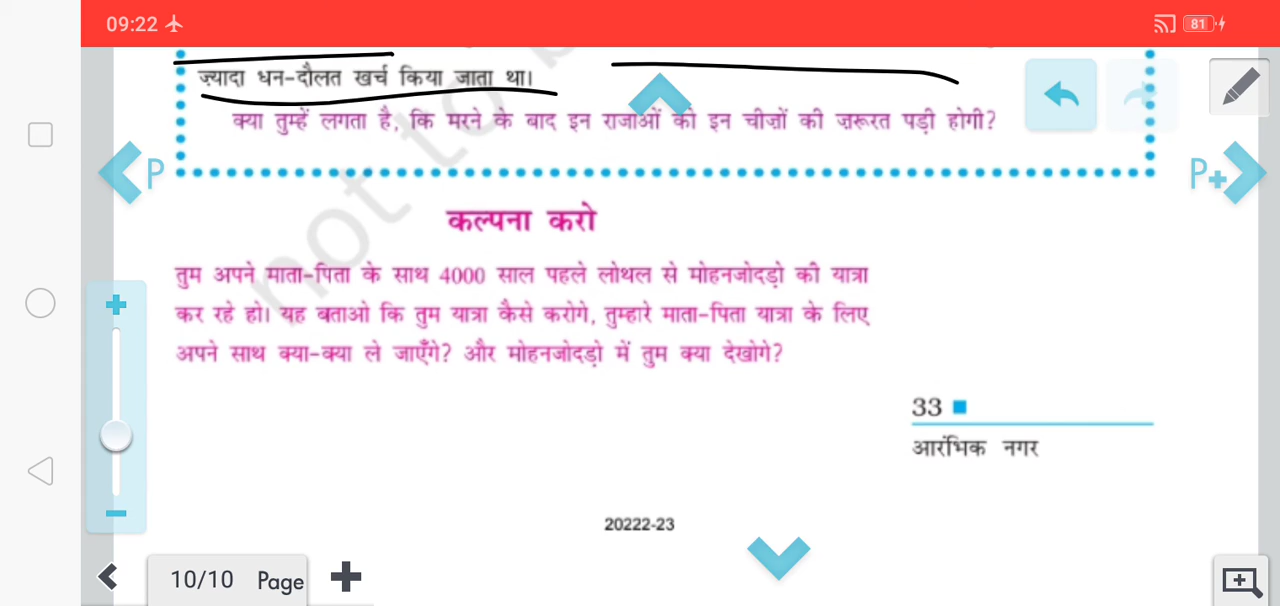 09:22
81
ज़्यादा धन-दौलत खर्च किया जाता था।
क्या तुम्हें लगता है, कि मरने के बाद इन राजाओं को इन चीज़ों की ज़रूरत पड़ी होगी?
P
P+
not to b
कल्पना करो
तुम अपने माता-पिता के साथ 4000 साल पहले लोथल से मोहनजोदड़ो की यात्रा
कर रहे हो। यह बताओ कि तुम यात्रा कैसे करोगे, तुम्हारे माता-पिता यात्रा के लिए
अपने साथ क्या-क्या ले जाएँगे? और मोहनजोदड़ो में तुम क्या देखोगे?
33
आरंभिक नगर
20222-23
10/10 Page